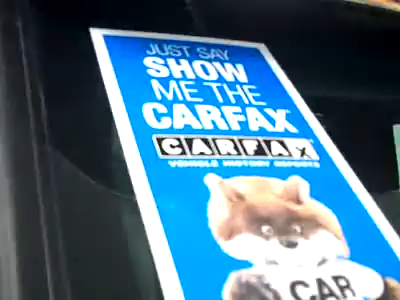 JUST SAY
SHOW
ME THE
CARFAX
CARFAX
VEHICLE HISTORY REPORTS
CAR